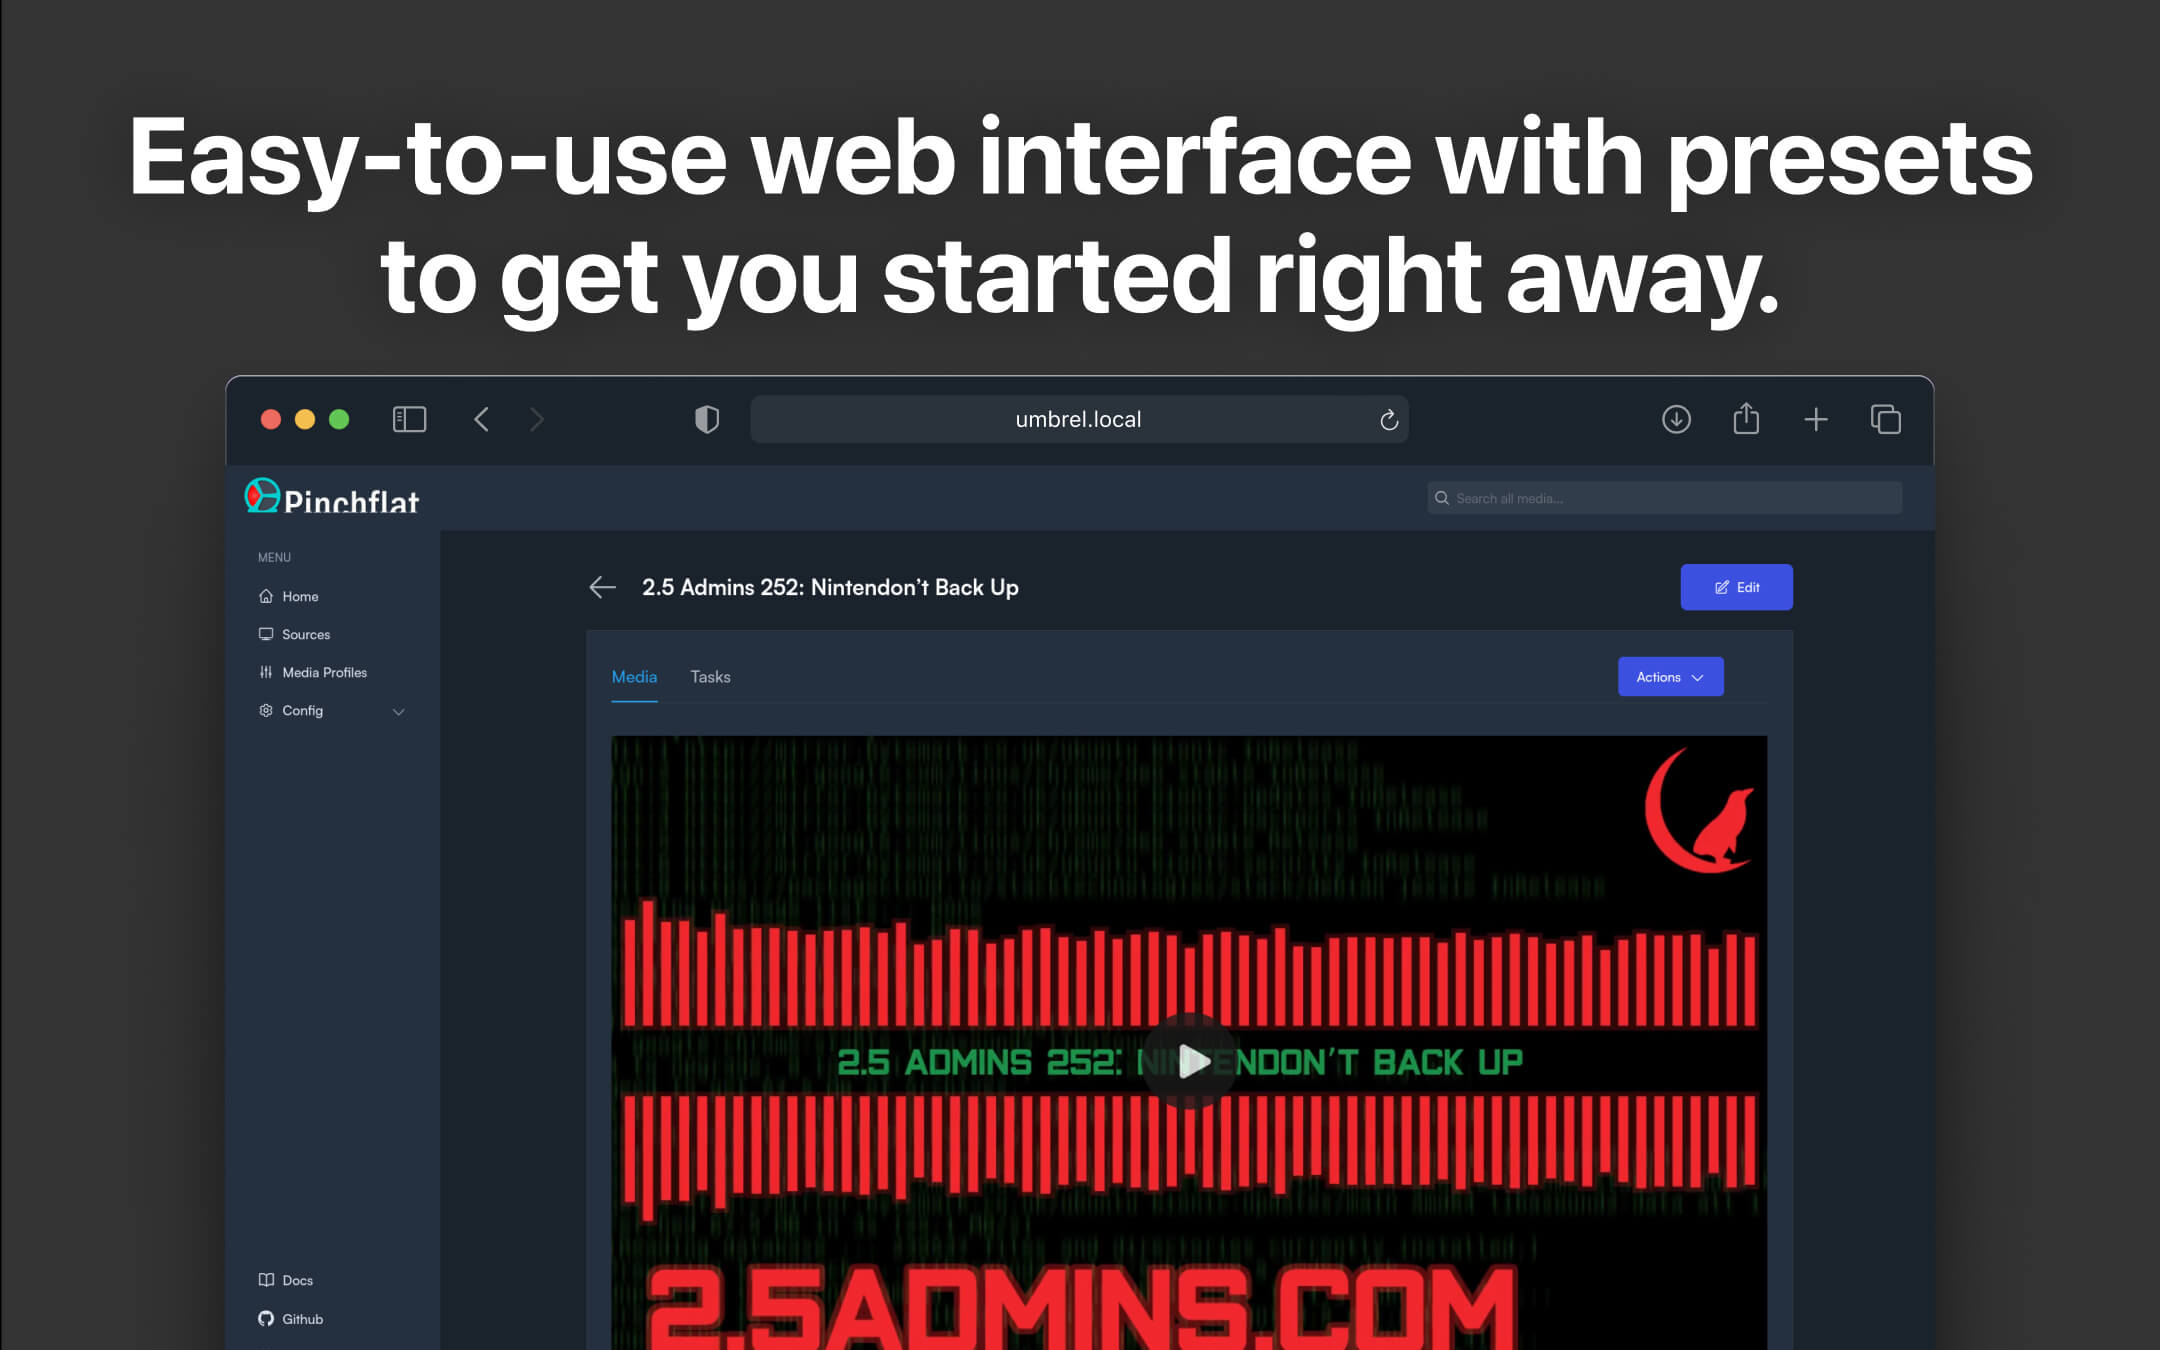 Easy-to-use web interface with presets
to get you started right away.
umbrel.local
Pinchflat
Search all media...
MENU
Home
Sources
Media Profiles
Config
Docs
Github
2.5 Admins 252: Nintendon’t Back Up
Edit
Media
Tasks
Actions
2.5 ADMINS 252: NINTENDON’T BACK UP
2.5ADMINS.COM